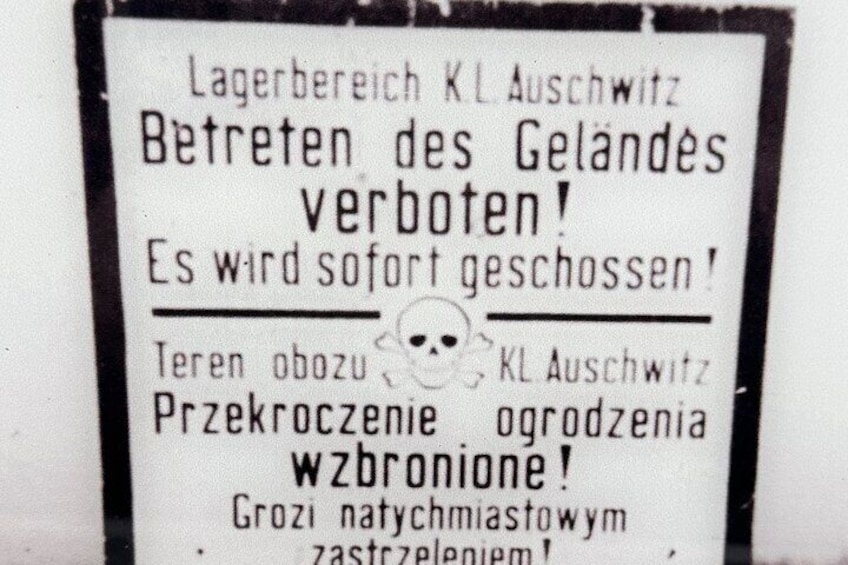 Lagerbereich K.L. Auschwitz
Betreten des Geländes
verboten!
Es wird sofort geschossen!
Teren obozu KL. Auschwitz
Przekroczenie ogrodzenia
wzbronione!
Grozi natychmiastowym
zastrzeleniem!